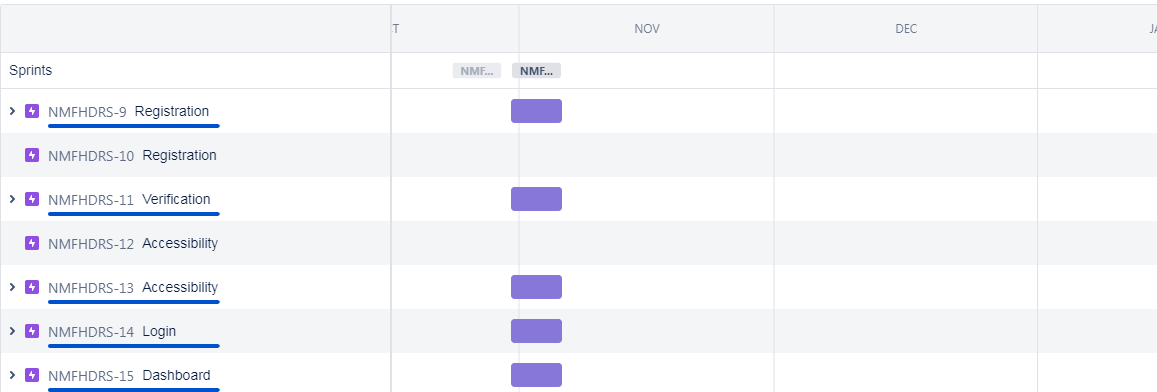 NOV DEC
Sprints NMF... NMF...
NMFHDRS-9 Registration
NMFHDRS-10 Registration
NMFHDRS-11 Verification
NMFHDRS-12 Accessibility
NMFHDRS-13 Accessibility
NMFHDRS-14 Login
NMFHDRS-15 Dashboard